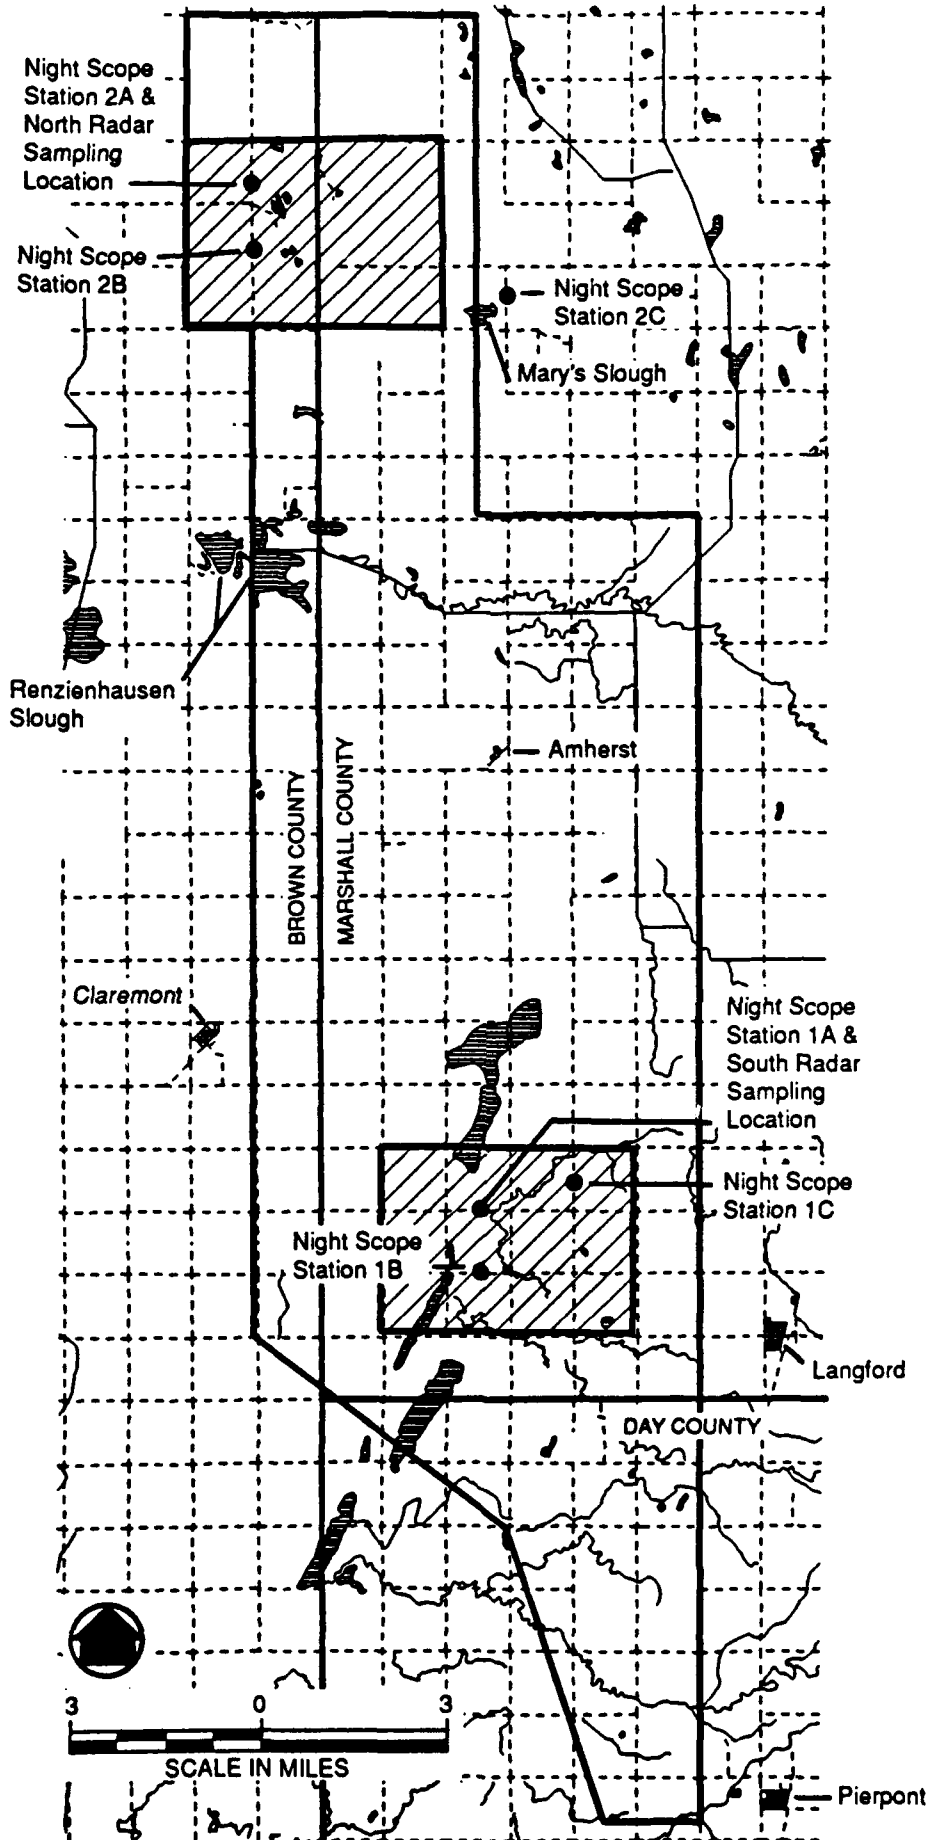 Night Scope
Station 2A &
North Radar
Sampling
Location
Night Scope
Station 2B
Night Scope
Station 2C
Mary's Slough
Renzienhausen
Slough
Amherst
BROWN COUNTY
MARSHALL COUNTY
Claremont
Night Scope
Station 1A &
South Radar
Sampling
Location
Night Scope
Station 1C
Night Scope
Station 1B
Langford
DAY COUNTY
3 0 3
SCALE IN MILES
Pierpont